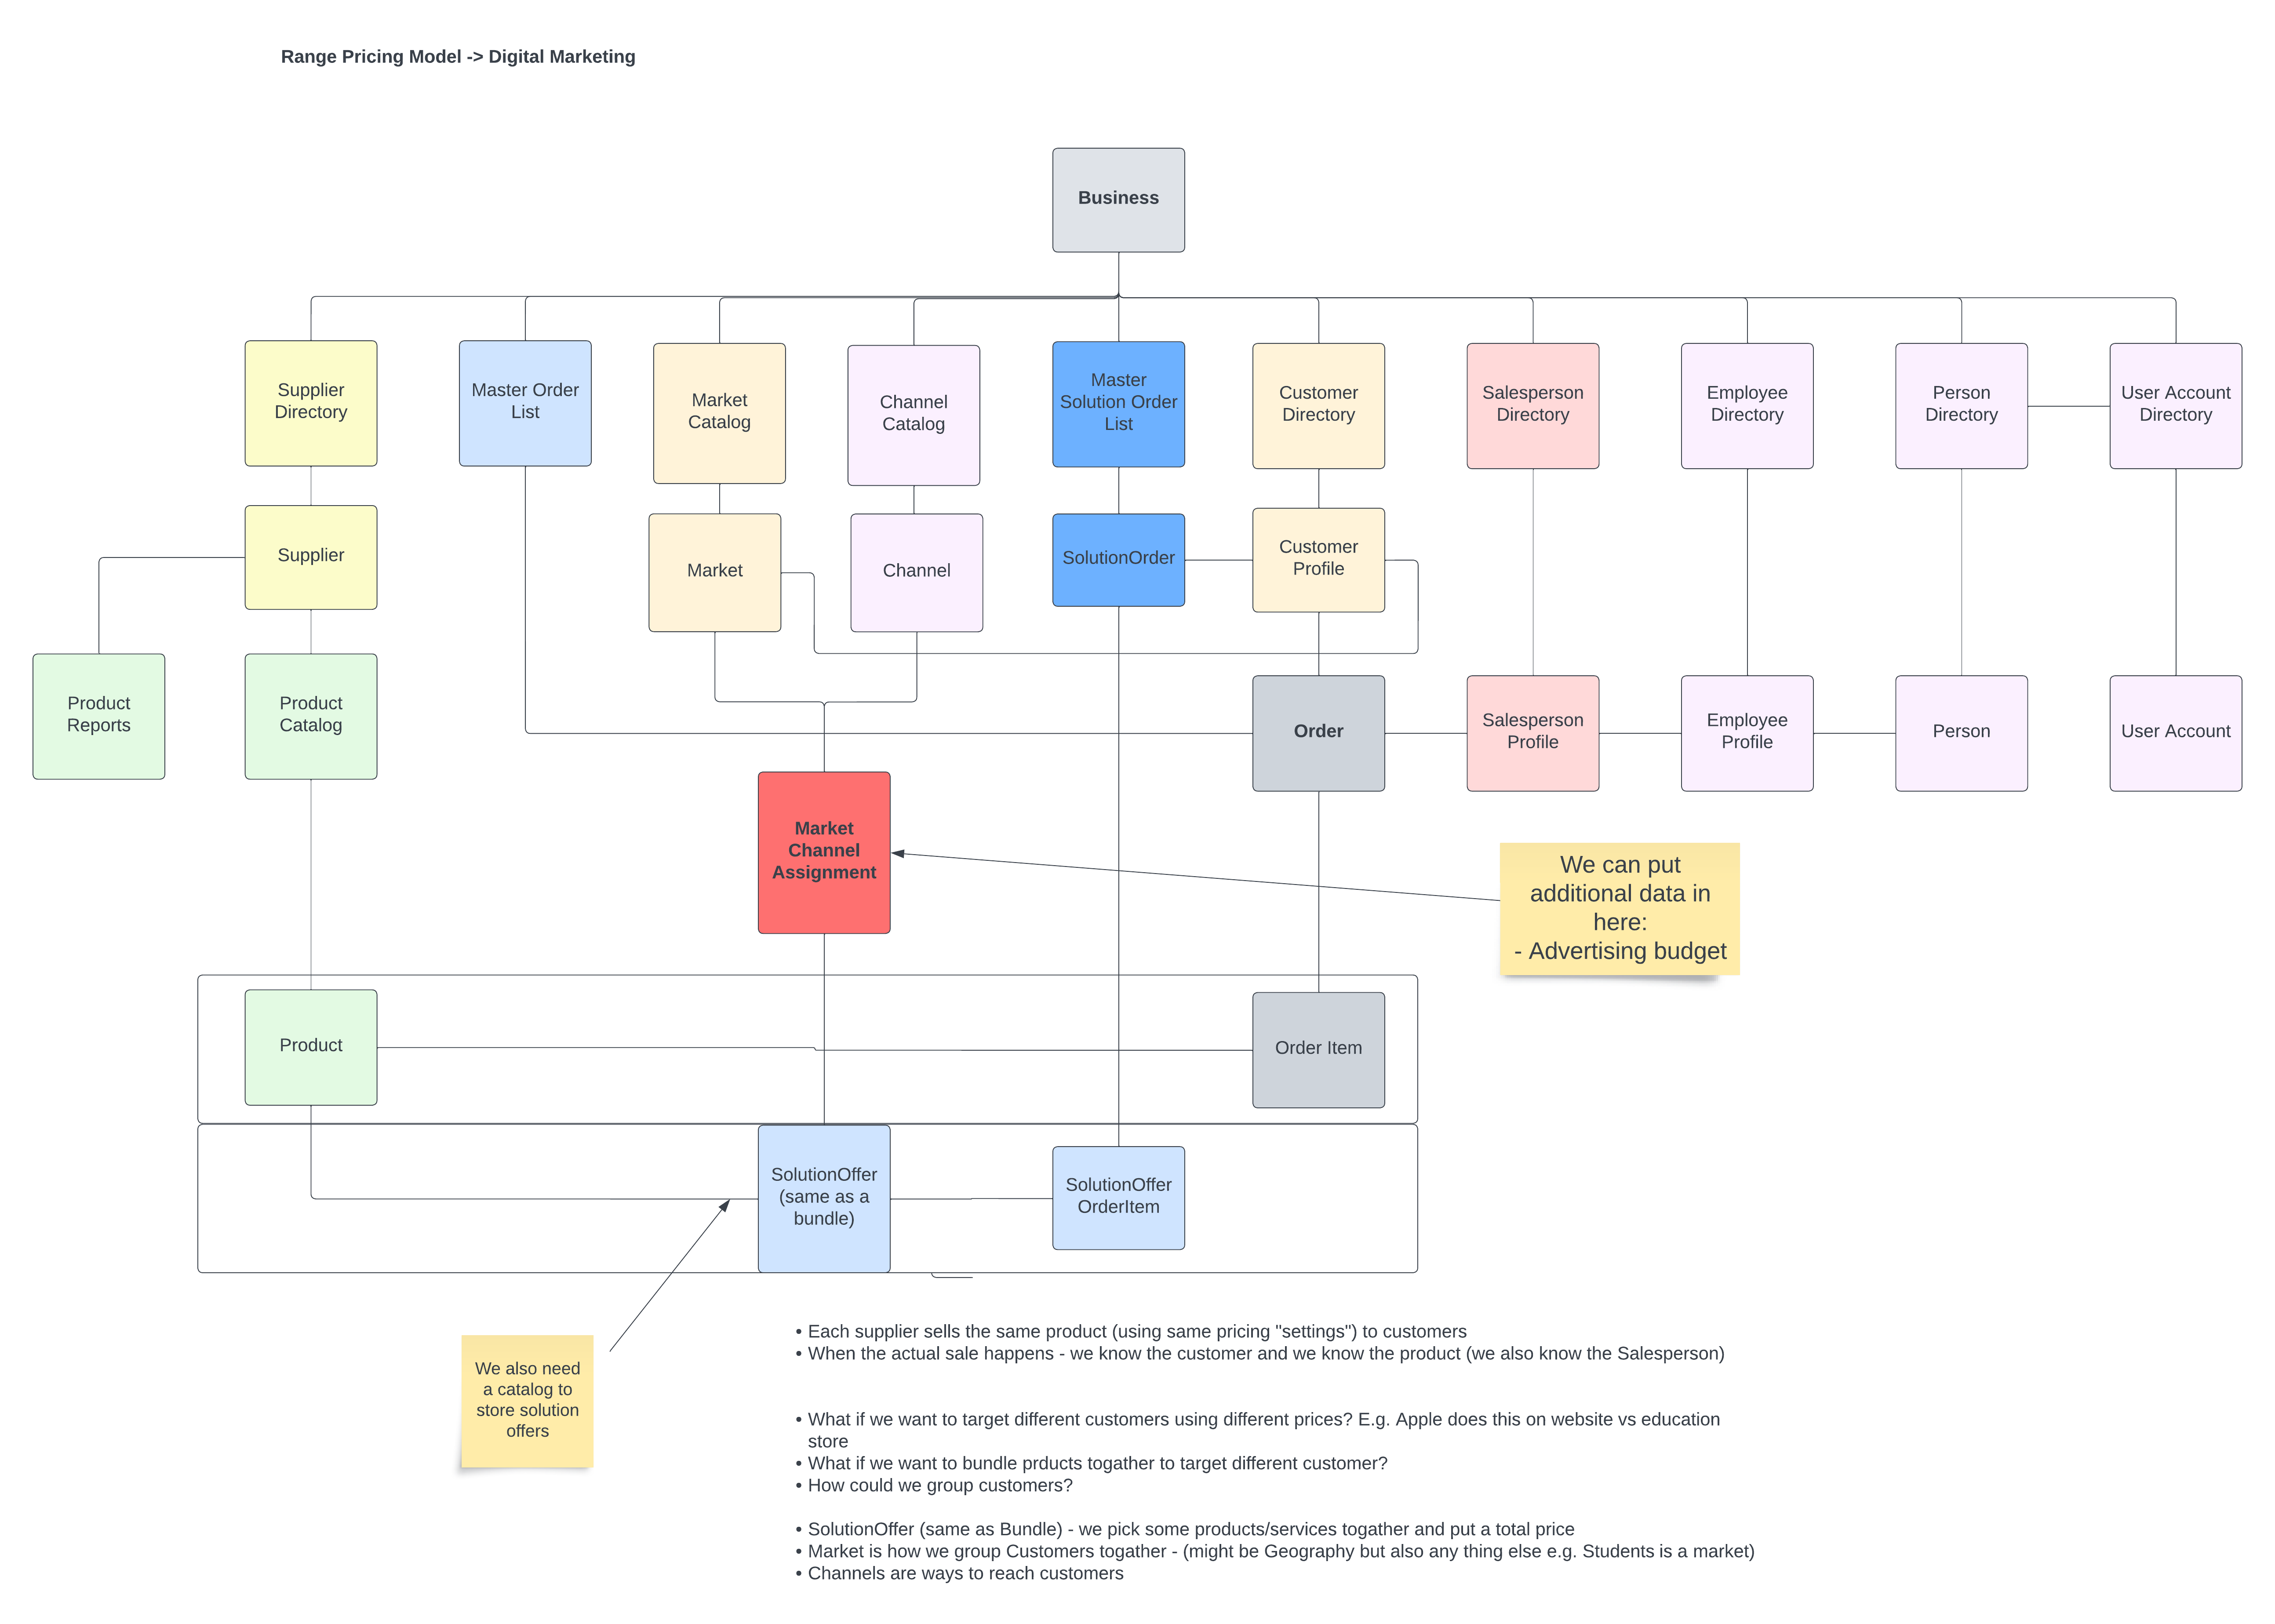 Range Pricing Model -> Digital Marketing
Business
Supplier
Directory
Master Order
List
Market
Catalog
Channel
Catalog
Master
Solution Order
List
Customer
Directory
Salesperson
Directory
Employee
Directory
Person
Directory
User Account
Directory
Supplier
Market
Channel
SolutionOrder
Customer
Profile
Product
Reports
Product
Catalog
Order
Salesperson
Profile
Employee
Profile
Person
User Account
Market
Channel
Assignment
We can put
additional data in
here:
- Advertising budget
Product
Order Item
SolutionOffer
(same as a
bundle)
SolutionOffer
OrderItem
We also need
a catalog to
store solution
offers
• Each supplier sells the same product (using same pricing "settings") to customers
• When the actual sale happens - we know the customer and we know the product (we also know the Salesperson)
• What if we want to target different customers using different prices? E.g. Apple does this on website vs education
store
• What if we want to bundle prducts togather to target different customer?
• How could we group customers?
• SolutionOffer (same as Bundle) - we pick some products/services togather and put a total price
• Market is how we group Customers togather - (might be Geography but also any thing else e.g. Students is a market)
• Channels are ways to reach customers